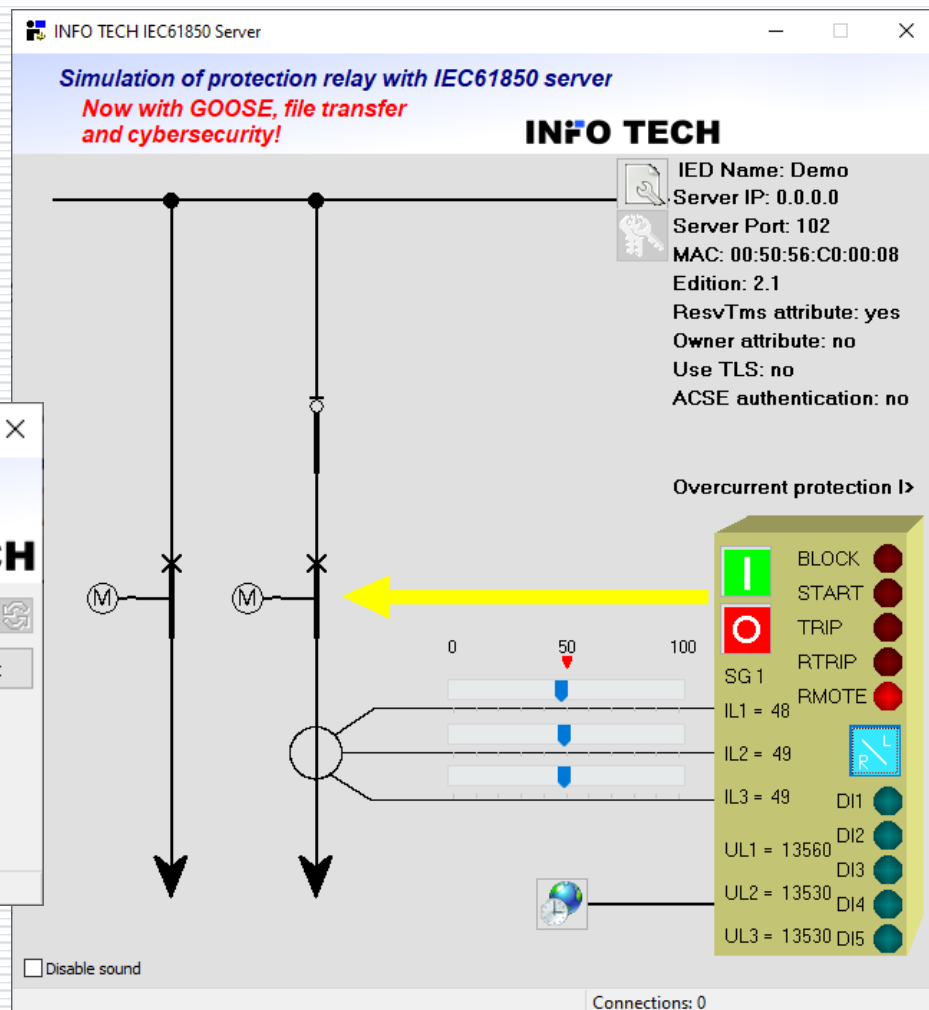 INFO TECH IEC61850 Server
Simulation of protection relay with IEC61850 server
Now with GOOSE, file transfer
and cybersecurity!
INFO TECH
IED Name: Demo
Server IP: 0.0.0.0
Server Port: 102
MAC: 00:50:56:C0:00:08
Edition: 2.1
ResvTms attribute: yes
Owner attribute: no
Use TLS: no
ACSE authentication: no
Overcurrent protection I>
CH
M
M
I
O
BLOCK
START
TRIP
RTRIP
RMOTE
0 50 100
SG 1
IL1 = 48
IL2 = 49
IL3 = 49
L
R
DI1
DI2
DI3
DI4
DI5
UL1 = 13560
UL2 = 13530
UL3 = 13530
Disable sound
Connections: 0